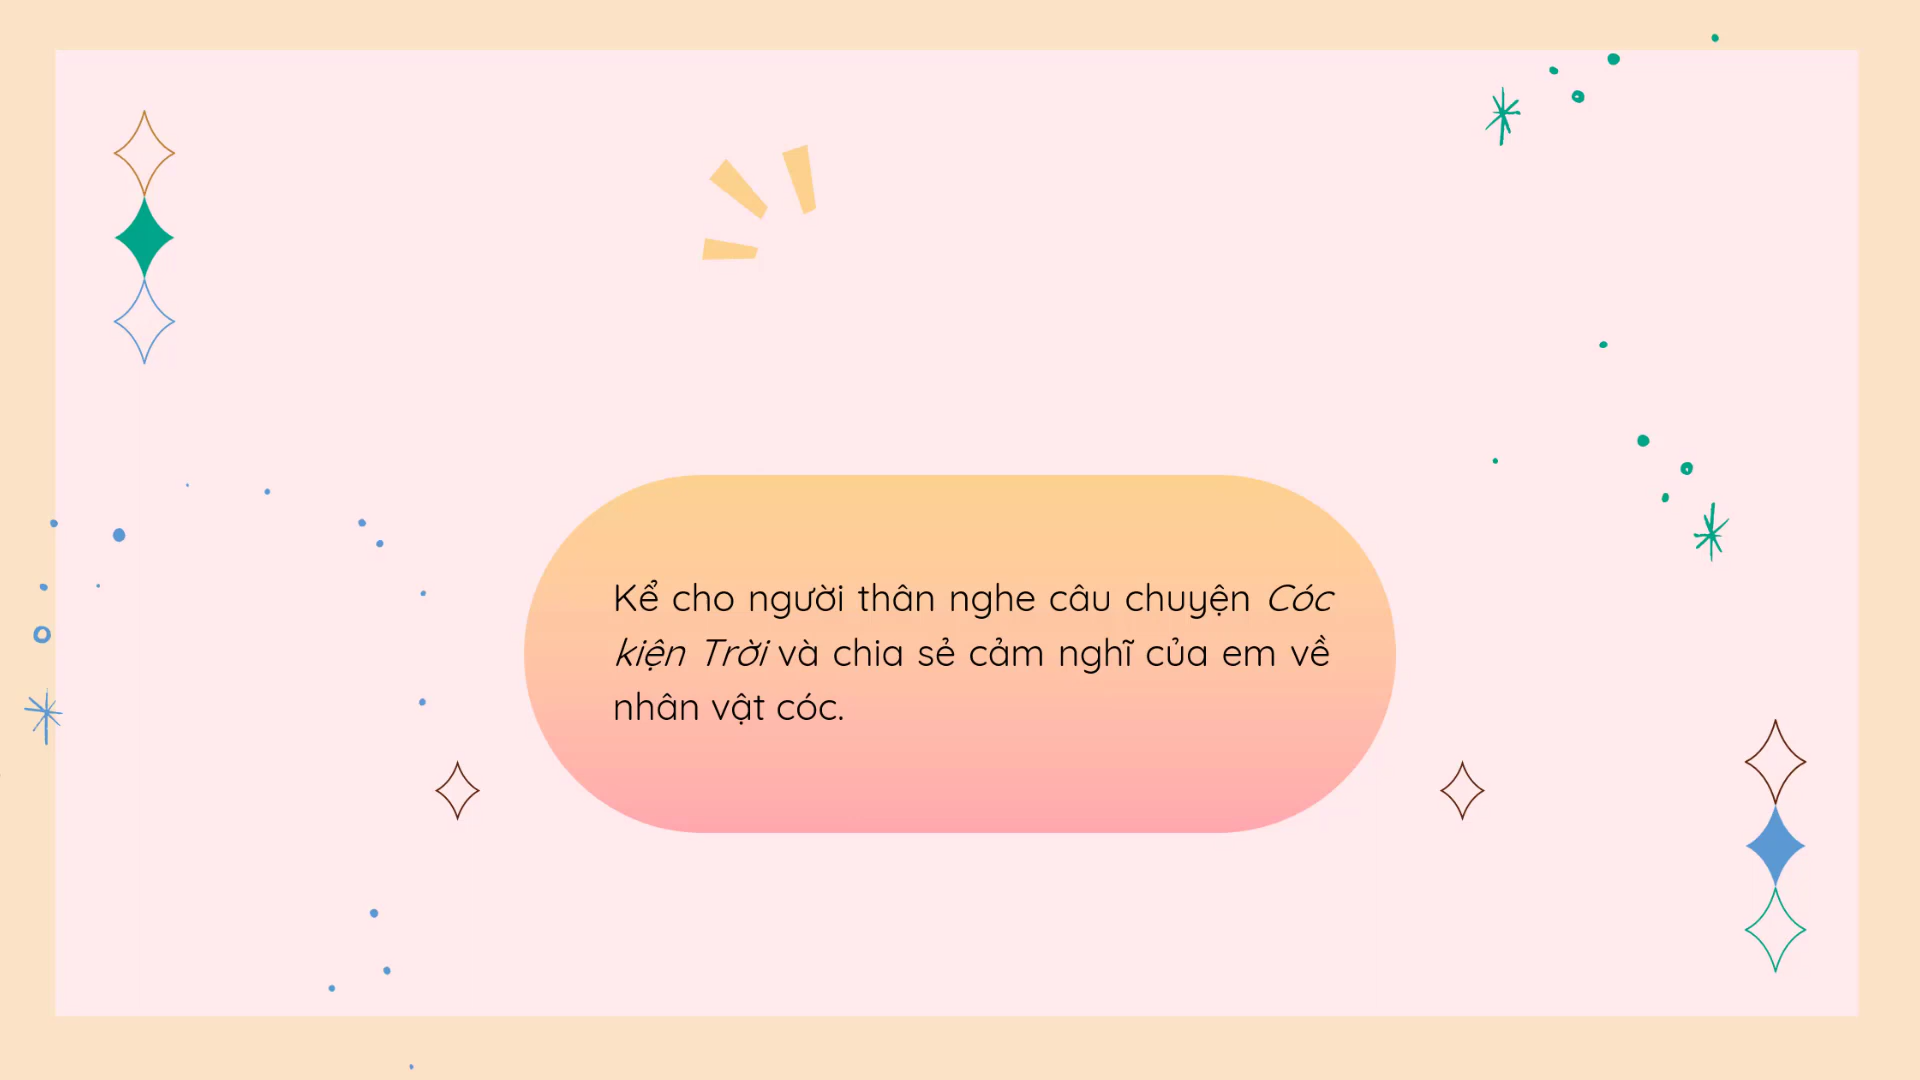 Kể cho người thân nghe câu chuyện Cóc
kiện Trời và chia sẻ cảm nghĩ của em về
nhân vật cóc.